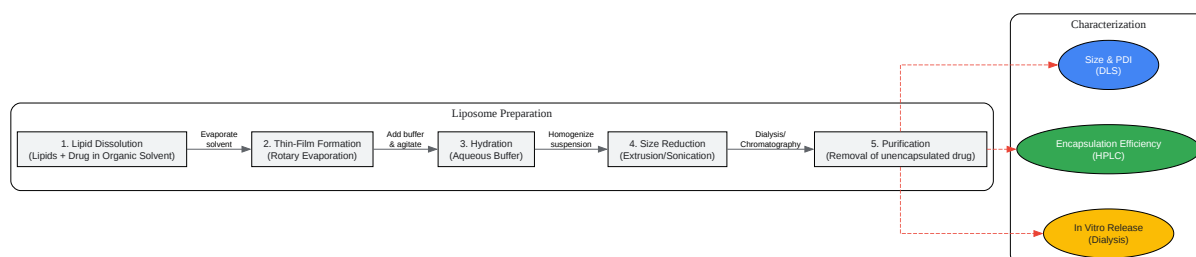 Characterization
Size & PDI
(DLS)
Liposome Preparation
1. Lipid Dissolution
(Lipids + Drug in Organic Solvent)
Evaporate
solvent
2. Thin-Film Formation
(Rotary Evaporation)
Add buffer
& agitate
3. Hydration
(Aqueous Buffer)
Homogenize
suspension
4. Size Reduction
(Extrusion/Sonication)
Dialysis/
Chromatography
5. Purification
(Removal of unencapsulated drug)
Encapsulation Efficiency
(HPLC)
In Vitro Release
(Dialysis)